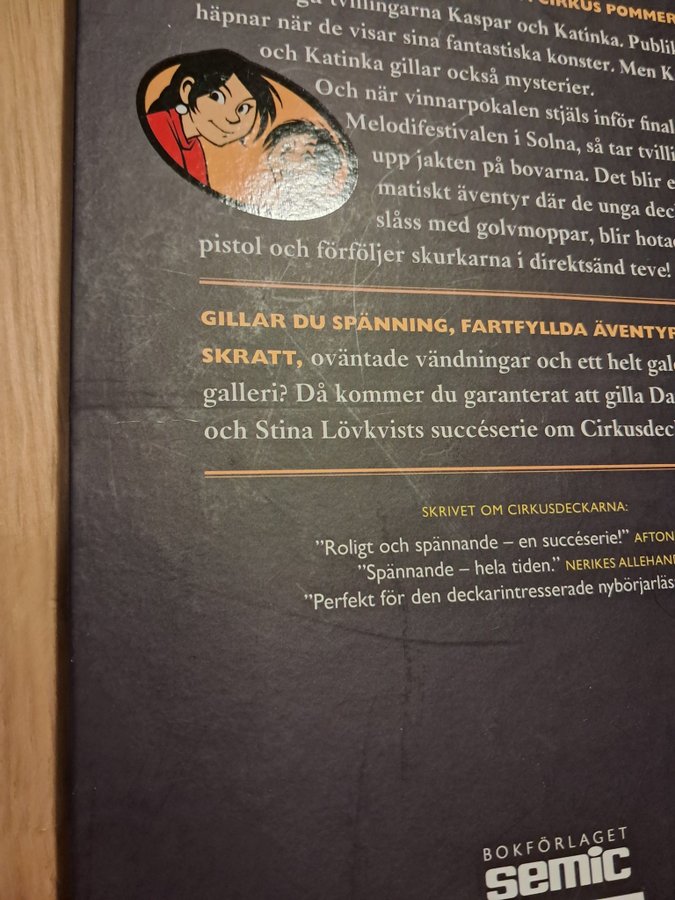 tvillingarna Kaspar och Katinka. Publik
häpnar när de visar sina fantastiska konster. Men K
och Katinka gillar också mysterier.
Och när vinnarpokalen stjäls inför final
Melodifestivalen i Solna, så tar tvilli
upp jakten på bovarna. Det blir e
matiskt äventyr där de unga deck
slåss med golvmoppar, blir hotad
pistol och förföljer skurkarna i direktsänd teve!
GILLAR DU SPÄNNING, FARTFYLLDA ÄVENTYR
SKRATT, oväntade vändningar och ett helt gale
galleri? Då kommer du garanterat att gilla Da
och Stina Lövkvists succéserie om Cirkusdeck
SKRIVET OM CIRKUSDECKARNA:
”Roligt och spännande – en succéserie!” AFTON
”Spännande – hela tiden.” NERIKES ALLEHAND
”Perfekt för den deckarintresserade nybörjarläs
BOKFÖRLAGET
semic